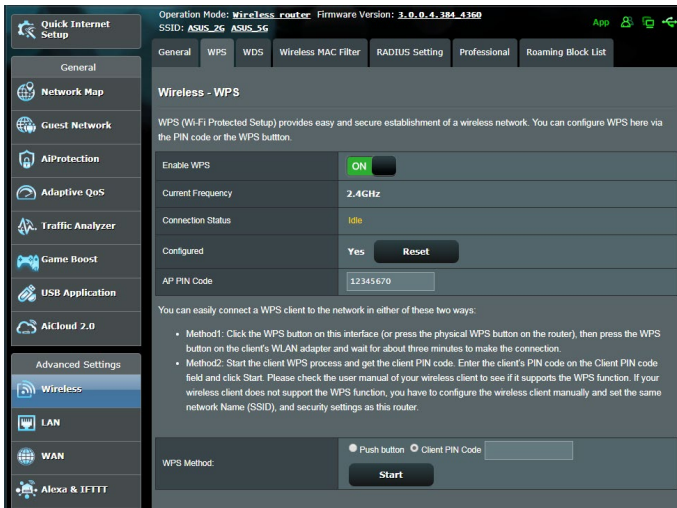 Quick Internet
Setup
General
Network Map
Guest Network
AiProtection
Adaptive QoS
Traffic Analyzer
Game Boost
USB Application
AiCloud 2.0
Advanced Settings
Wireless
LAN
WAN
Alexa & IFTTT
Operation Mode: Wireless router Firmware Version: 3.0.0.4.384_4360
SSID: ASUS_2G ASUS_5G
App
General WPS WDS Wireless MAC Filter RADIUS Setting Professional Roaming Block List
Wireless - WPS
WPS (Wi-Fi Protected Setup) provides easy and secure establishment of a wireless network. You can configure WPS here via
the PIN code or the WPS buttton.
Enable WPS ON
Current Frequency 2.4GHz
Connection Status Idle
Configured Yes Reset
AP PIN Code 12345670
You can easily connect a WPS client to the network in either of these two ways:
• Method1: Click the WPS button on this interface (or press the physical WPS button on the router), then press the WPS
button on the client's WLAN adapter and wait for about three minutes to make the connection.
• Method2: Start the client WPS process and get the client PIN code. Enter the client's PIN code on the Client PIN code
field and click Start. Please check the user manual of your wireless client to see if it supports the WPS function. If your
wireless client does not support the WPS function, you have to configure the wireless client manually and set the same
network Name (SSID), and security settings as this router.
WPS Method: Push button Client PIN Code
Start